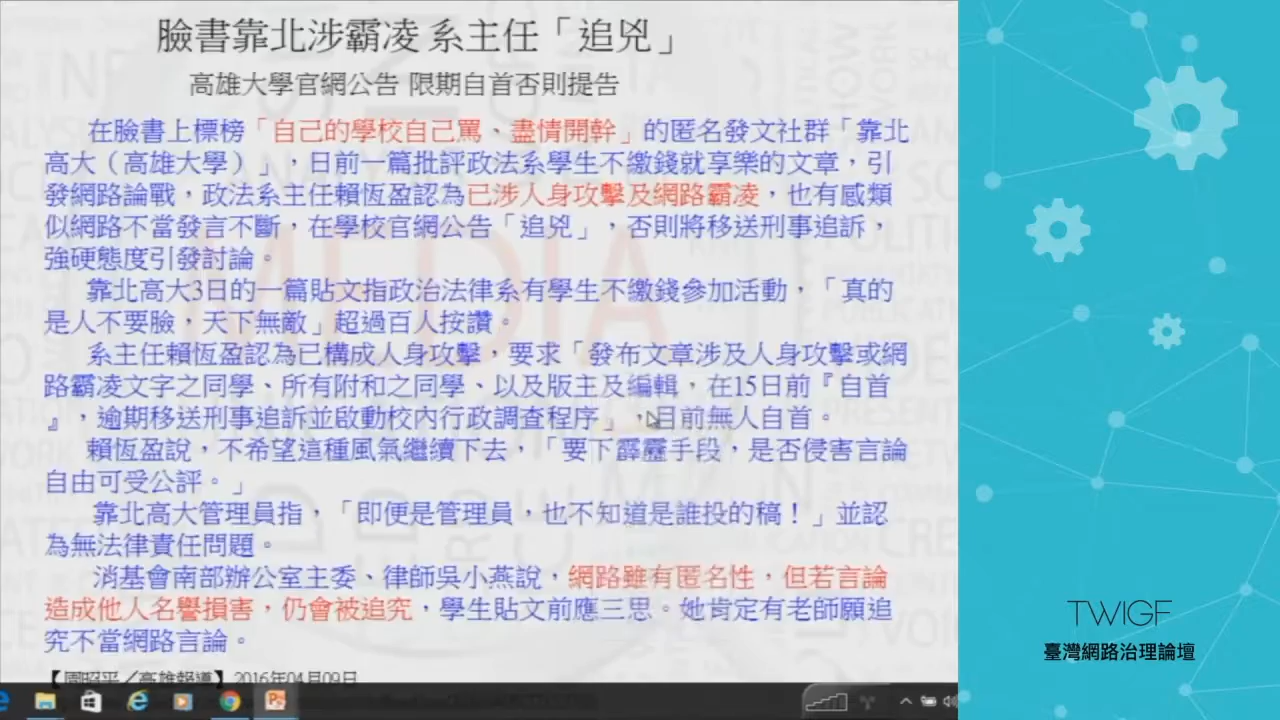 臉書靠北涉霸凌 系主任「追兇」
高雄大學官網公告 限期自首否則提告
在臉書上標榜「自己的學校自己罵、盡情開幹」的匿名發文社群「靠北
高大（高雄大學）」，日前一篇批評政法系學生不繳錢就享樂的文章，引
發網路論戰，政法系主任賴恆盈認為已涉人身攻擊及網路霸凌，也有感類
似網路不當發言不斷，在學校官網公告「追兇」，否則將移送刑事追訴，
強硬態度引發討論。
靠北高大3日的一篇貼文指政治法律系有學生不繳錢參加活動，「真的
是人不要臉，天下無敵」超過百人按讚。
系主任賴恆盈認為已構成人身攻擊，要求「發布文章涉及人身攻擊或網
路霸凌文字之同學、所有附和之同學、以及版主及編輯，在15日前『自首
』，逾期移送刑事追訴並啟動校內行政調查程序」，目前無人自首。
賴恆盈說，不希望這種風氣繼續下去，「要下霹靂手段，是否侵害言論
自由可受公評。」
靠北高大管理員指，「即便是管理員，也不知道是誰投的稿！」並認
為無法律責任問題。
消基會南部辦公室主委、律師吳小燕說，網路雖有匿名性，但若言論
造成他人名譽損害，仍會被追究，學生貼文前應三思。她肯定有老師願追
究不當網路言論。
昭平／高雄報導】2016年04月09日
TWIGF
臺灣網路治理論壇